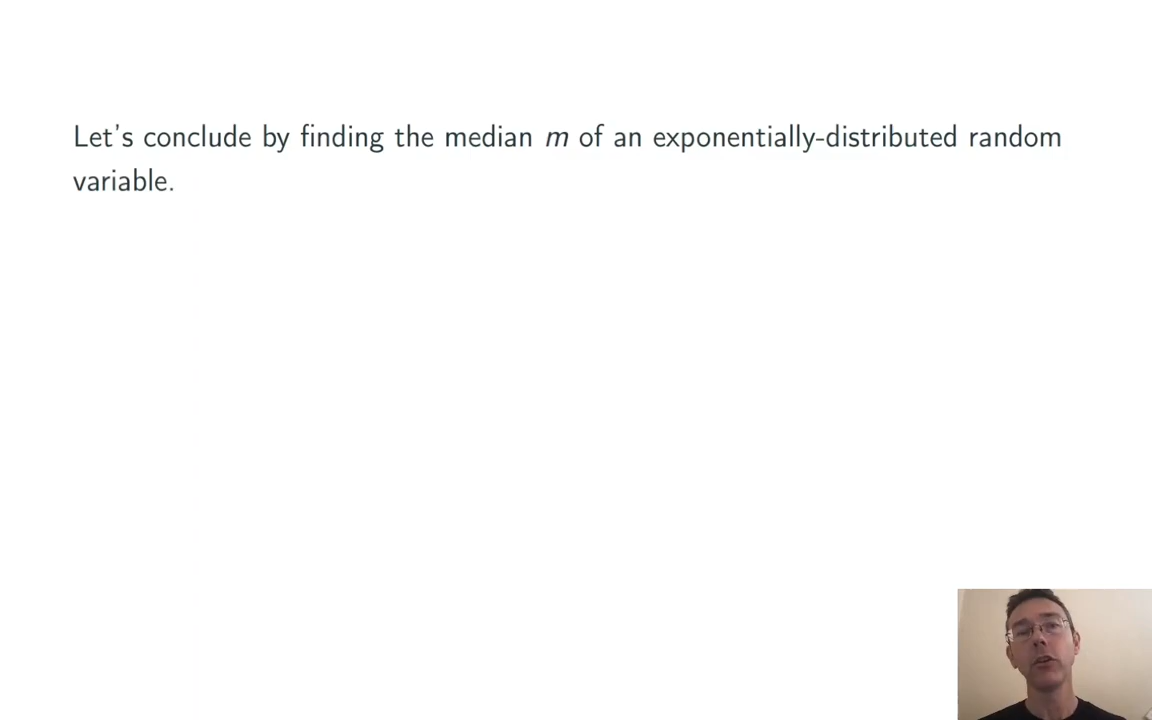 Let's conclude by finding the median m of an exponentially-distributed random
variable.